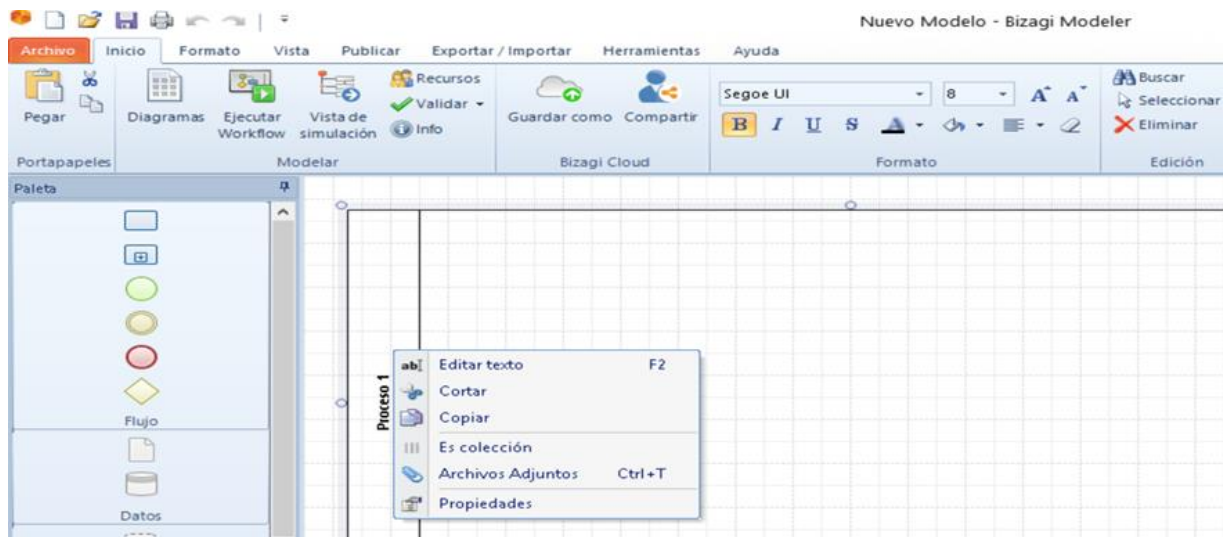 Nuevo Modelo - Bizagi Modeler
Archivo Inicio Formato Vista Publicar Exportar / Importar Herramientas Ayuda
Pegar
Portapapeles
Diagramas
Ejecutar
Workflow
Vista de
simulación
Recursos
Validar
Info
Modelar
Guardar como
Compartir
Bizagi Cloud
Segoe UI 8 A A
B I U S A
Formato
Buscar
Seleccionar
Eliminar
Edición
Paleta
Flujo
Datos
Proceso 1
abI Editar texto F2
Cortar
Copiar
Es colección
Archivos Adjuntos Ctrl+T
Propiedades